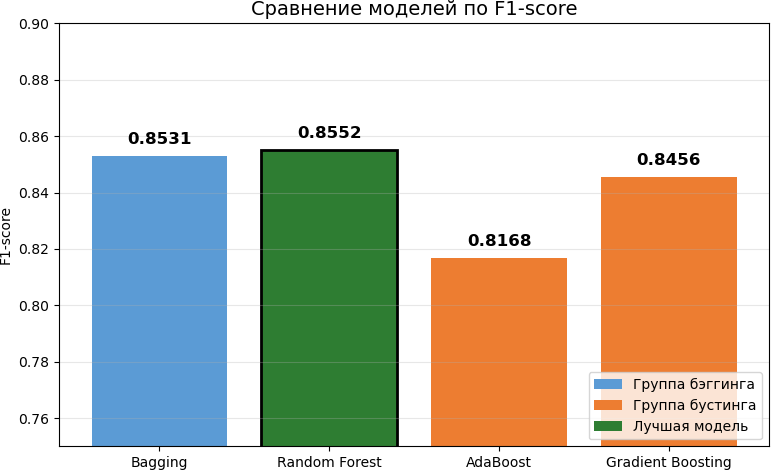 Сравнение моделей по F1-score
0.90
0.88
0.86
0.84
0.82
0.80
0.78
0.76
F1-score
0.8531
0.8552
0.8168
0.8456
Группа бэггинга
Группа бустинга
Лучшая модель
Bagging
Random Forest
AdaBoost
Gradient Boosting